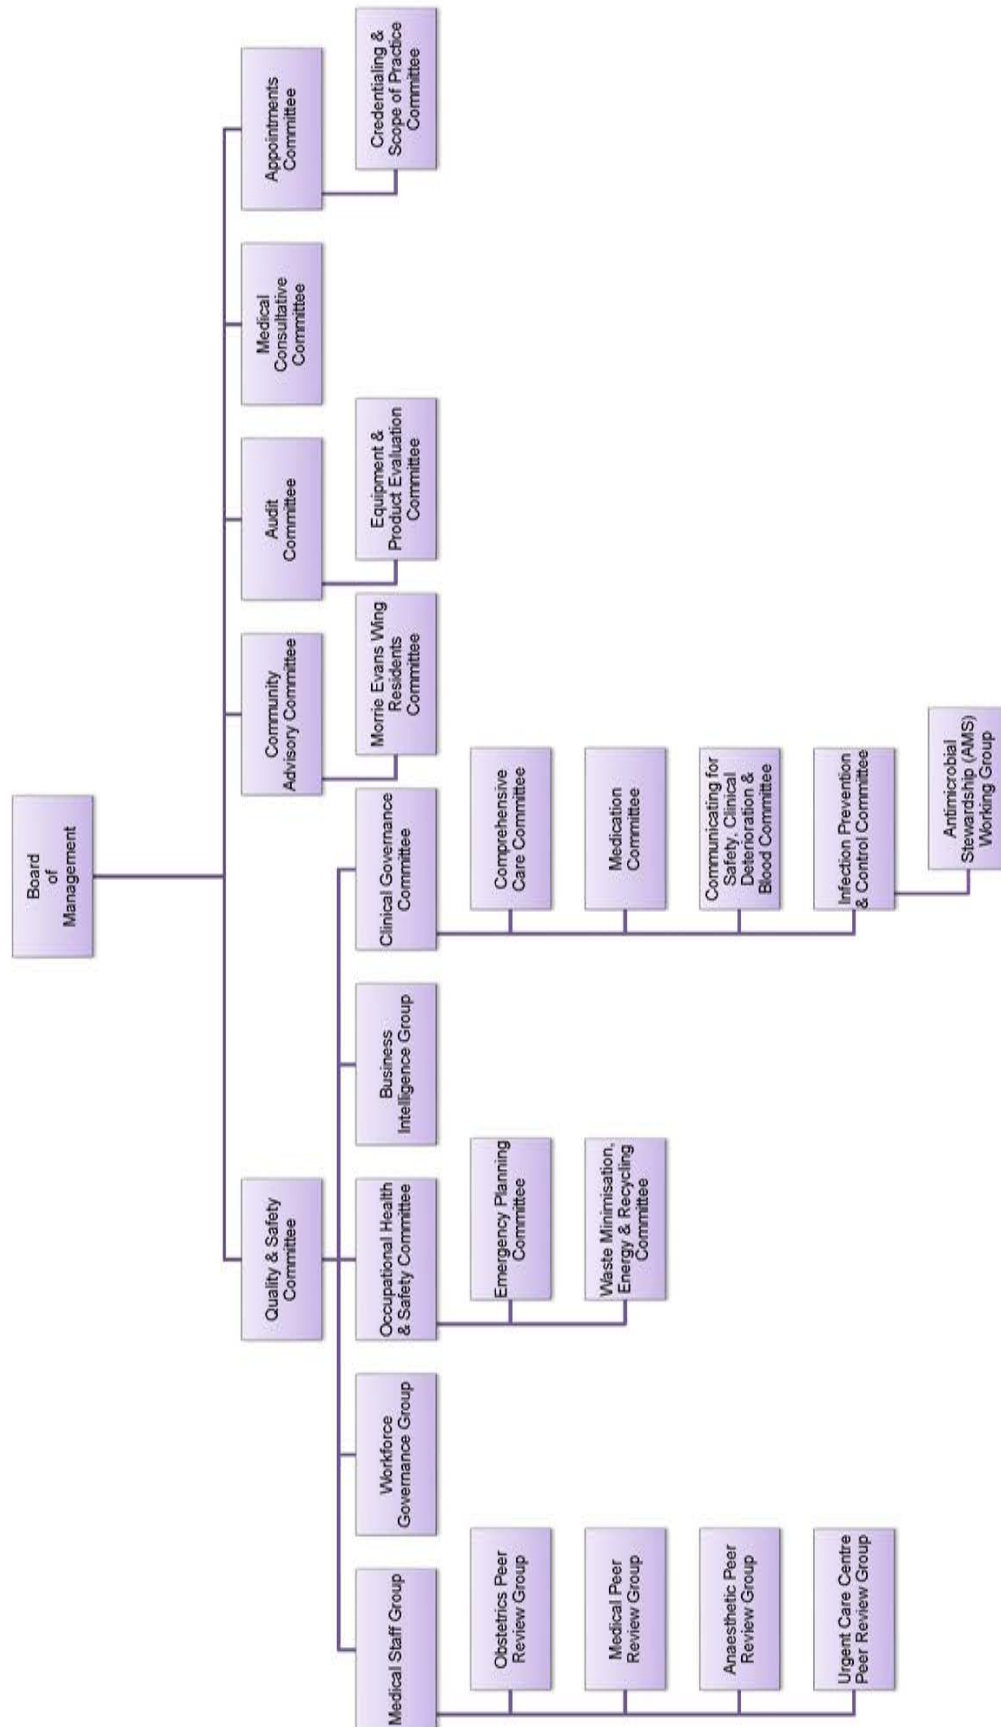 Board
of
Management
Quality & Safety
Committee
Community
Advisory Committee
Audit
Committee
Medical
Consultative
Committee
Appointments
Committee
Medical Staff Group
Workforce
Governance Group
Occupational Health
& Safety Committee
Business
Intelligence Group
Clinical Governance
Committee
Morrie Evans Wing
Residents
Committee
Equipment &
Product Evaluation
Committee
Credentialing &
Scope of Practice
Committee
Obstetrics Peer
Review Group
Medical Peer
Review Group
Anaesthetic Peer
Review Group
Urgent Care Centre
Peer Review Group
Emergency Planning
Committee
Waste Minimisation,
Energy & Recycling
Committee
Comprehensive
Care Committee
Medication
Committee
Communicating for
Safety, Clinical
Deterioration &
Blood Committee
Infection Prevention
& Control Committee
Antimicrobial
Stewardship (AMS)
Working Group